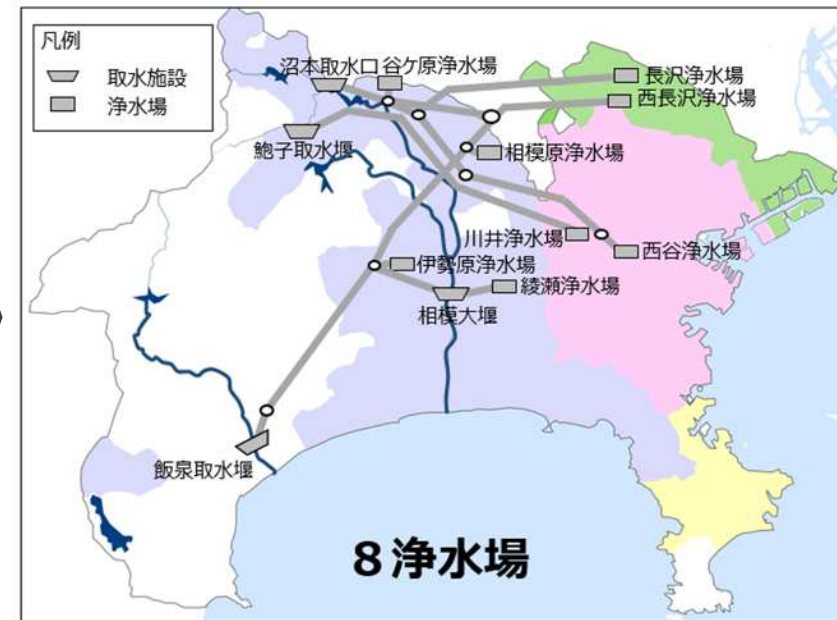 凡例
取水施設
浄水場
沼本取水口
谷ケ原浄水場
長沢浄水場
西長沢浄水場
鮑子取水堰
相模原浄水場
川井浄水場
西谷浄水場
伊勢原浄水場
綾瀬浄水場
相模大堰
飯泉取水堰
8浄水場